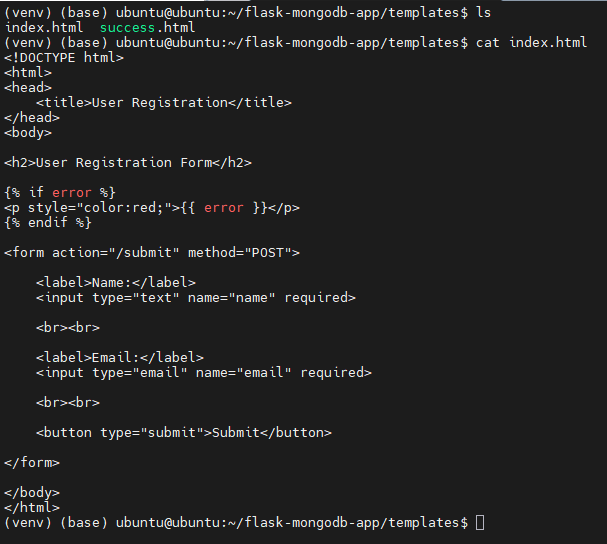 (venv) (base) ubuntu@ubuntu:~/flask-mongodb-app/templates$ ls
index.html  success.html
(venv) (base) ubuntu@ubuntu:~/flask-mongodb-app/templates$ cat index.html
<!DOCTYPE html>
<html>
<head>
    <title>User Registration</title>
</head>
<body>

<h2>User Registration Form</h2>

{% if error %}
<p style="color:red;">{{ error }}</p>
{% endif %}

<form action="/submit" method="POST">

    <label>Name:</label>
    <input type="text" name="name" required>

    <br><br>

    <label>Email:</label>
    <input type="email" name="email" required>

    <br><br>

    <button type="submit">Submit</button>

</form>

</body>
</html>
(venv) (base) ubuntu@ubuntu:~/flask-mongodb-app/templates$